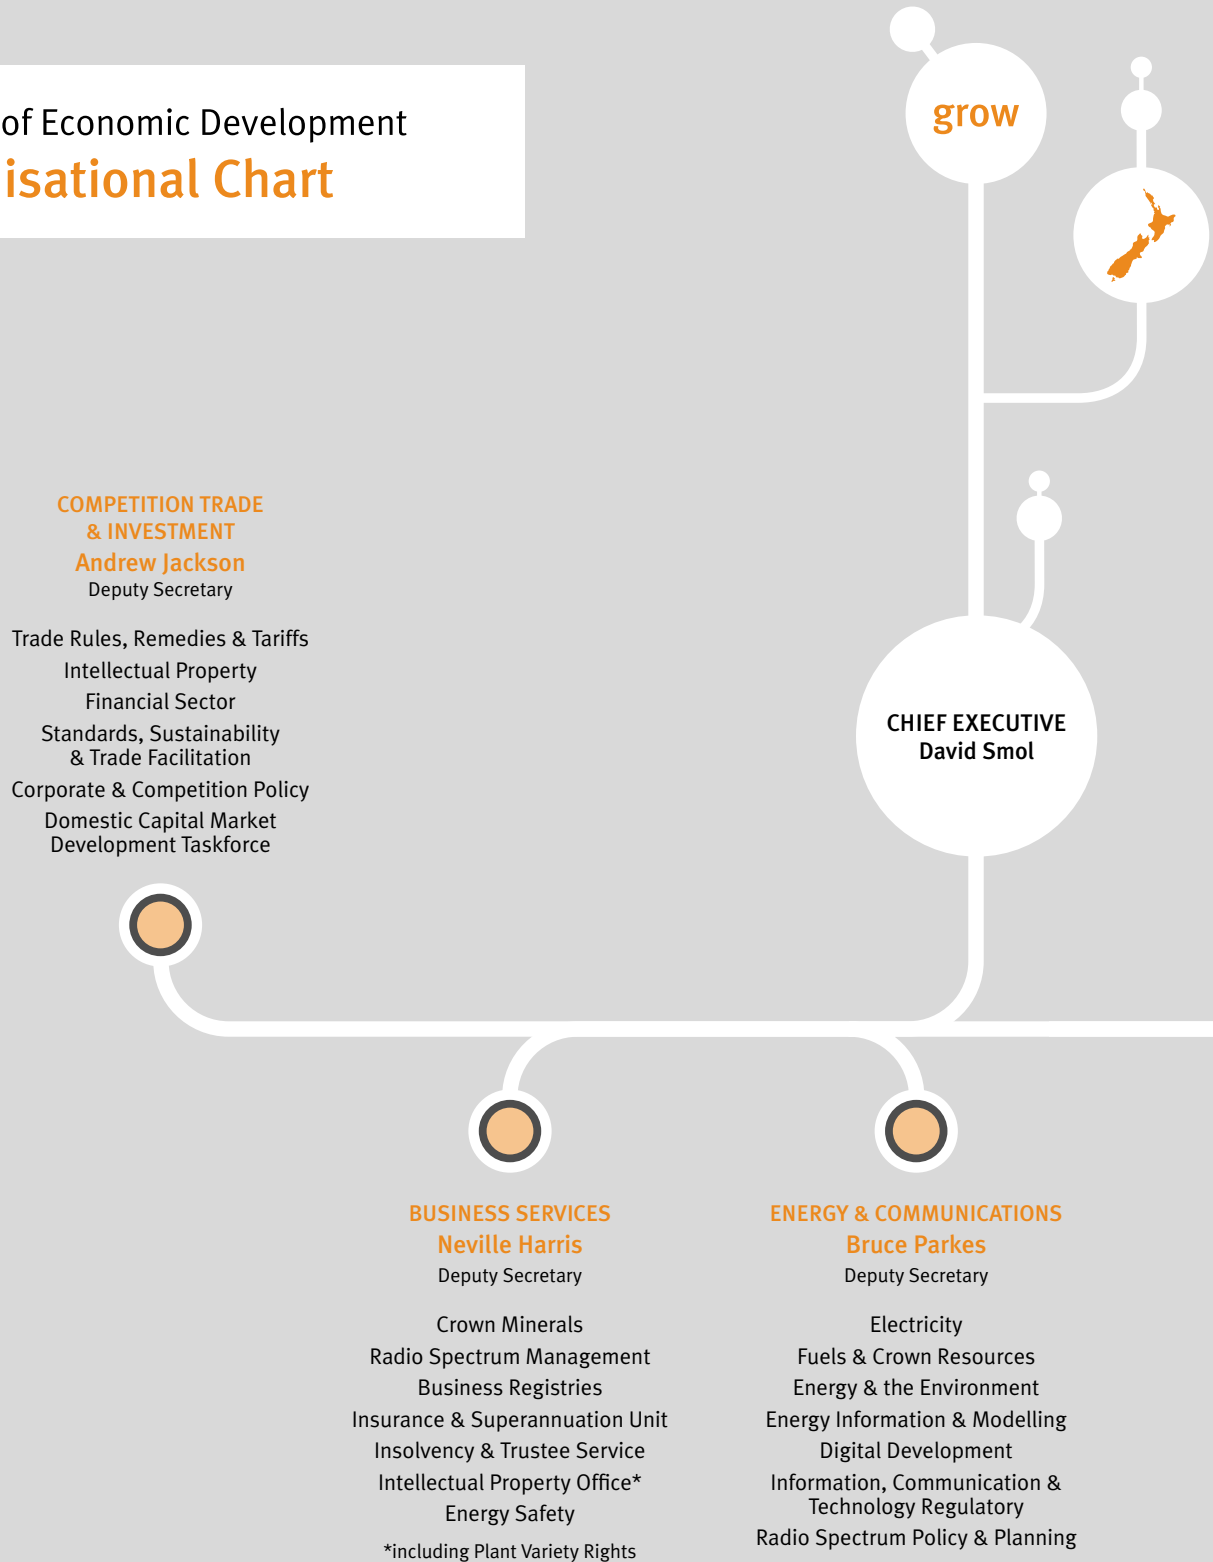 of Economic Development
isational Chart
grow
COMPETITION TRADE
& INVESTMENT
Andrew Jackson
Deputy Secretary
Trade Rules, Remedies & Tariffs
Intellectual Property
Financial Sector
Standards, Sustainability
& Trade Facilitation
Corporate & Competition Policy
Domestic Capital Market
Development Taskforce
CHIEF EXECUTIVE
David Smol
BUSINESS SERVICES
Neville Harris
Deputy Secretary
Crown Minerals
Radio Spectrum Management
Business Registries
Insurance & Superannuation Unit
Insolvency & Trustee Service
Intellectual Property Office*
Energy Safety
*including Plant Variety Rights
ENERGY & COMMUNICATIONS
Bruce Parkes
Deputy Secretary
Electricity
Fuels & Crown Resources
Energy & the Environment
Energy Information & Modelling
Digital Development
Information, Communication &
Technology Regulatory
Radio Spectrum Policy & Planning